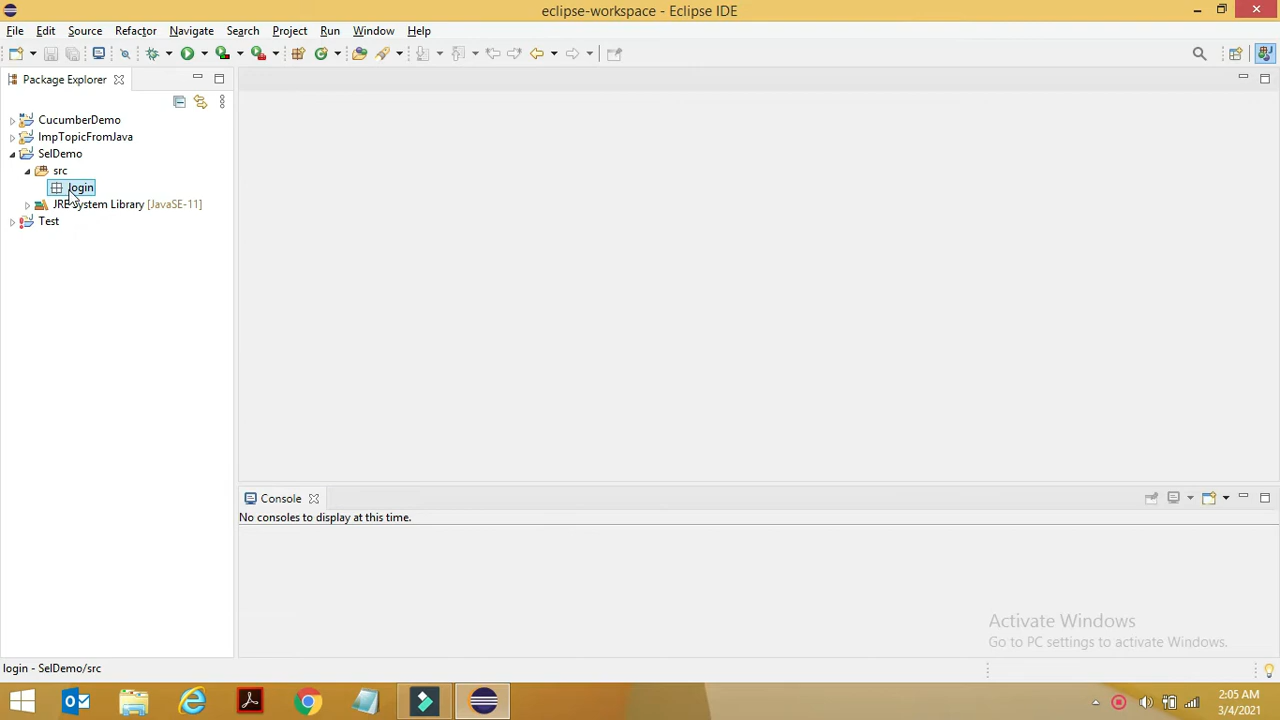 eclipse-workspace - Eclipse IDE
File Edit Source Refactor Navigate Search Project Run Window Help
Package Explorer
CucumberDemo
ImpTopicFromJava
SelDemo
src
login
JRE System Library [JavaSE-11]
Test
Console
No consoles to display at this time.
Activate Windows
Go to PC settings to activate Windows.
login - SelDemo/src
2:05 AM
3/4/2021